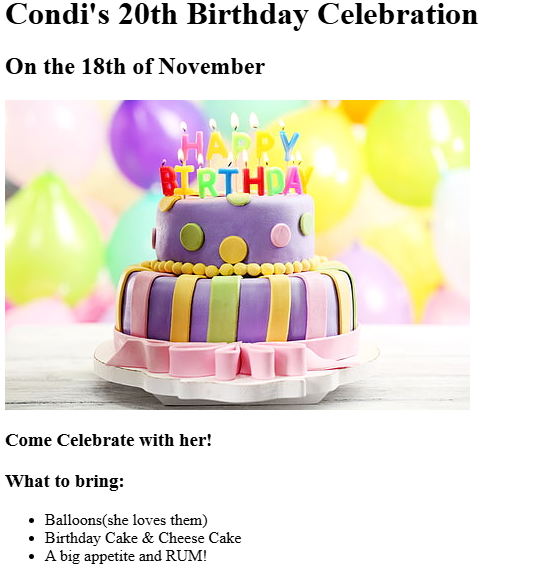 Condi's 20th Birthday Celebration
On the 18th of November
HAPPY
BIRTHDAY
Come Celebrate with her!
What to bring:
Balloons(she loves them)
Birthday Cake & Cheese Cake
A big appetite and RUM!